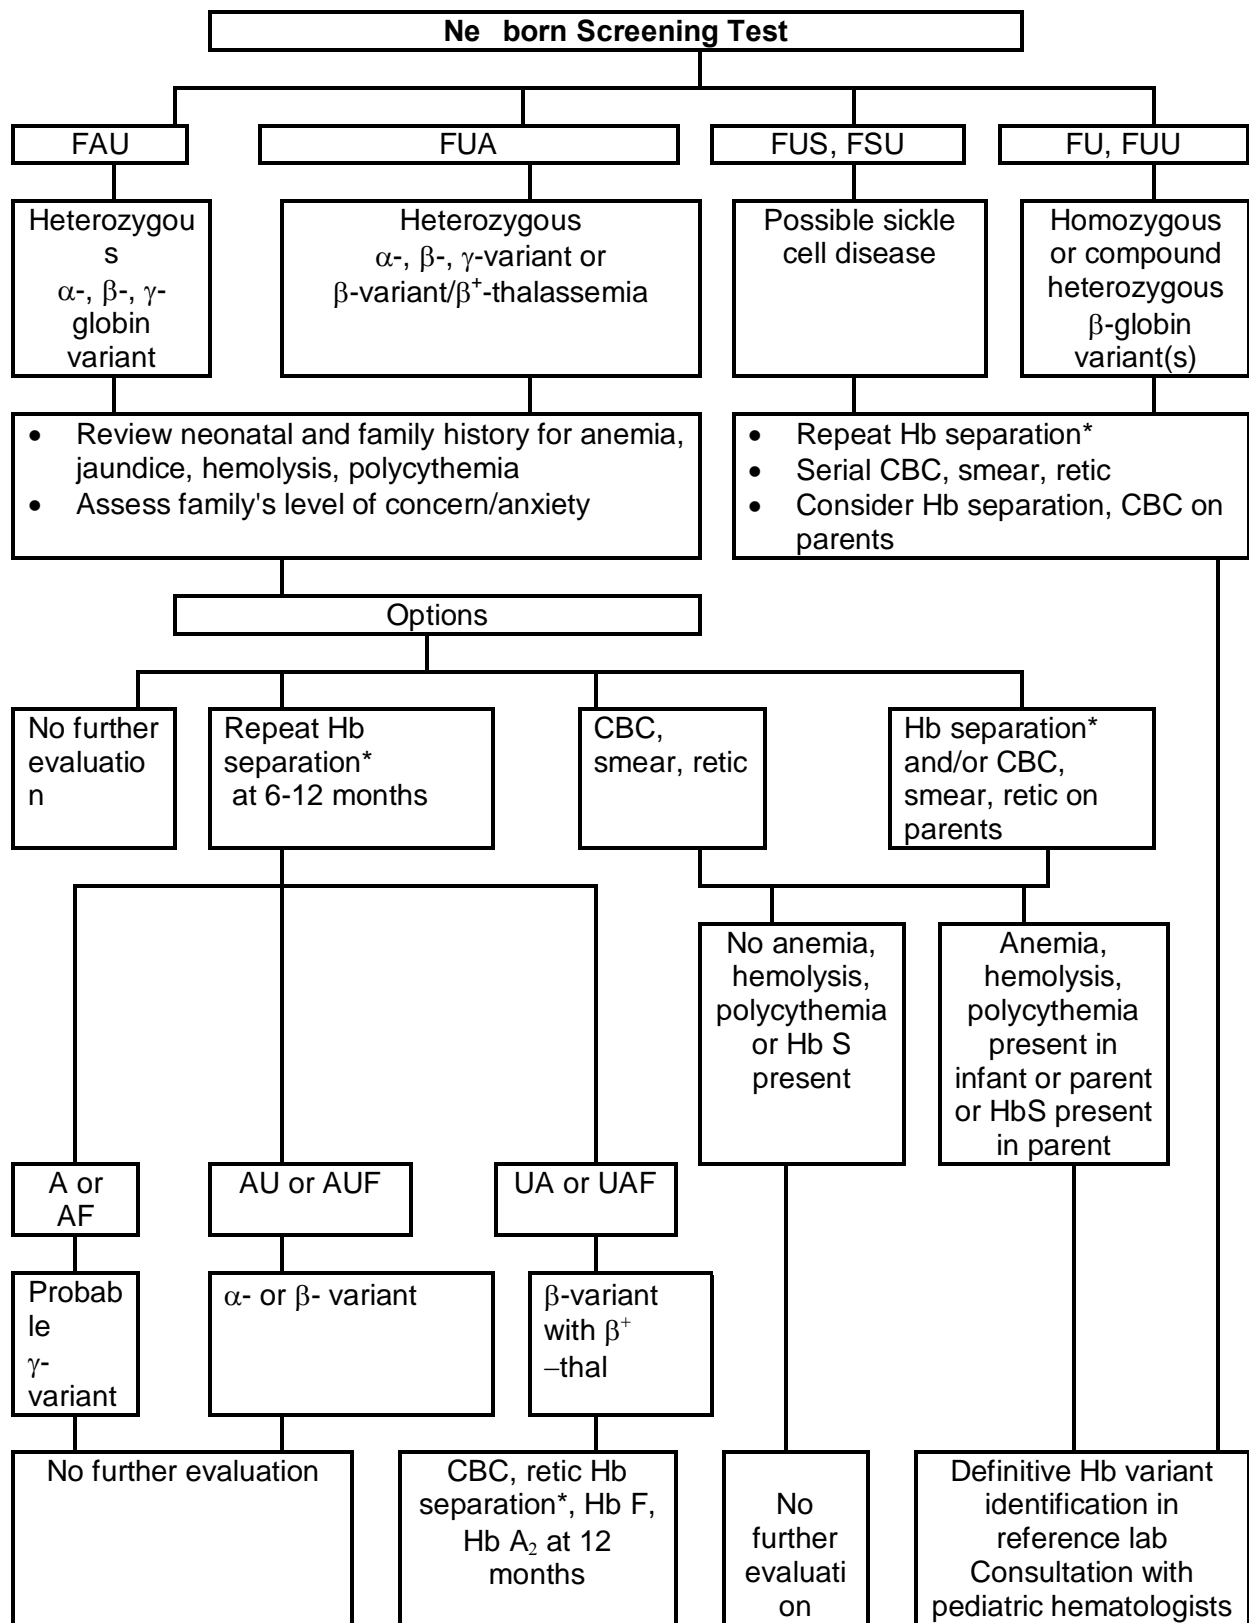 Ne born Screening Test
FAU
FUA
FUS, FSU
FU, FUU
Heterozygou
s
α-, β-, γ-
globin
variant
Heterozygous
α-, β-, γ-variant or
β-variant/β⁺-thalassemia
Possible sickle
cell disease
Homozygous
or compound
heterozygous
β-globin
variant(s)
• Review neonatal and family history for anemia,
jaundice, hemolysis, polycythemia
• Assess family's level of concern/anxiety
• Repeat Hb separation*
• Serial CBC, smear, retic
• Consider Hb separation, CBC on
parents
Options
No further
evaluatio
n
Repeat Hb
separation*
at 6-12 months
CBC,
smear, retic
Hb separation*
and/or CBC,
smear, retic on
parents
No anemia,
hemolysis,
polycythemia
or Hb S
present
Anemia,
hemolysis,
polycythemia
present in
infant or parent
or HbS present
in parent
A or
AF
AU or AUF
UA or UAF
Probab
le
γ-
variant
α- or β- variant
β-variant
with β⁺
–thal
No further evaluation
CBC, retic Hb
separation*, Hb F,
Hb A₂ at 12
months
No
further
evaluati
on
Definitive Hb variant
identification in
reference lab
Consultation with
pediatric hematologists